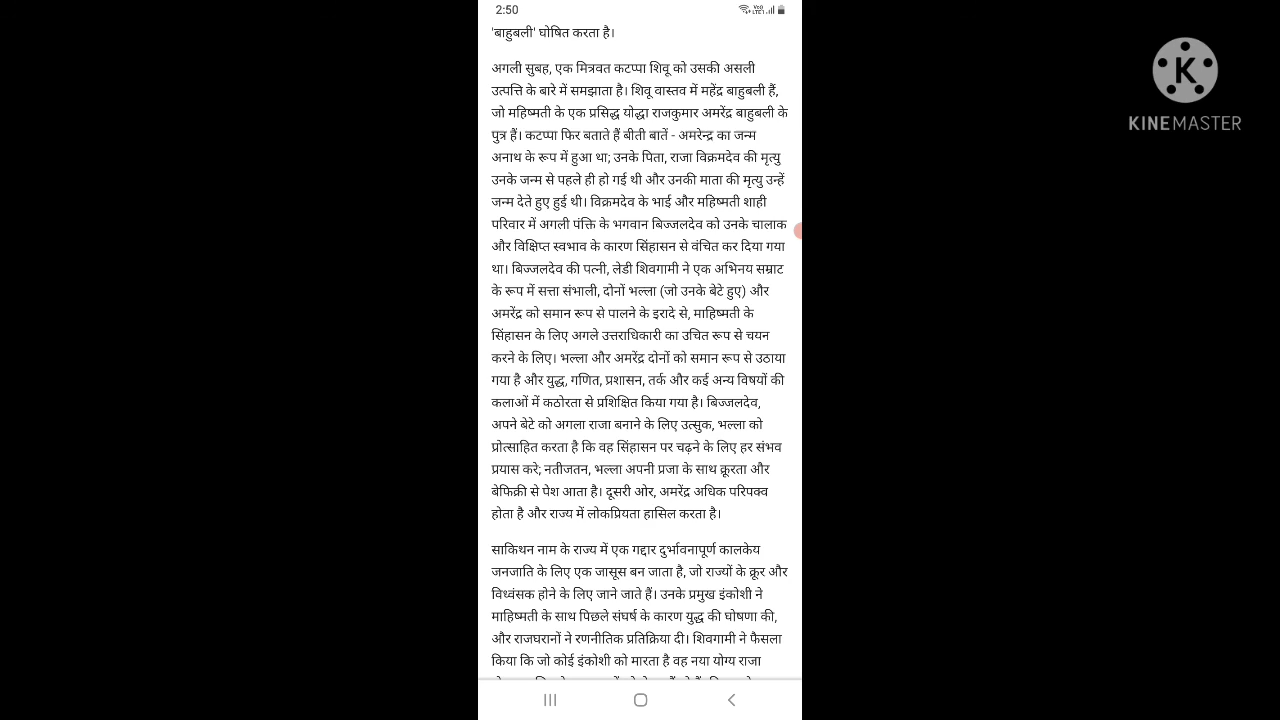 2:50
'बाहुबली' घोषित करता है।
अगली सुबह, एक मित्रवत कटप्पा शिवू को उसकी असली
उत्पत्ति के बारे में समझाता है। शिवू वास्तव में महेंद्र बाहुबली हैं,
जो महिष्मती के एक प्रसिद्ध योद्धा राजकुमार अमरेंद्र बाहुबली के
पुत्र हैं। कटप्पा फिर बताते हैं बीती बातें - अमरेन्द्र का जन्म
अनाथ के रूप में हुआ था; उनके पिता, राजा विक्रमदेव की मृत्यु
उनके जन्म से पहले ही हो गई थी और उनकी माता की मृत्यु उन्हें
जन्म देते हुए हुई थी। विक्रमदेव के भाई और महिष्मती शाही
परिवार में अगली पंक्ति के भगवान बिज्जलदेव को उनके चालाक
और विक्षिप्त स्वभाव के कारण सिंहासन से वंचित कर दिया गया
था। बिज्जलदेव की पत्नी, लेडी शिवगामी ने एक अभिनय सम्राट
के रूप में सत्ता संभाली, दोनों भल्ला (जो उनके बेटे हुए) और
अमरेंद्र को समान रूप से पालने के इरादे से, माहिष्मती के
सिंहासन के लिए अगले उत्तराधिकारी का उचित रूप से चयन
करने के लिए। भल्ला और अमरेंद्र दोनों को समान रूप से उठाया
गया है और युद्ध, गणित, प्रशासन, तर्क और कई अन्य विषयों की
कलाओं में कठोरता से प्रशिक्षित किया गया है। बिज्जलदेव,
अपने बेटे को अगला राजा बनाने के लिए उत्सुक, भल्ला को
प्रोत्साहित करता है कि वह सिंहासन पर चढ़ने के लिए हर संभव
प्रयास करे; नतीजतन, भल्ला अपनी प्रजा के साथ क्रूरता और
बेफिक्री से पेश आता है। दूसरी ओर, अमरेंद्र अधिक परिपक्व
होता है और राज्य में लोकप्रियता हासिल करता है।
साकिथन नाम के राज्य में एक गद्दार दुर्भावनापूर्ण कालकेय
जनजाति के लिए एक जासूस बन जाता है, जो राज्यों के क्रूर और
विध्वंसक होने के लिए जाने जाते हैं। उनके प्रमुख इंकोशी ने
माहिष्मती के साथ पिछले संघर्ष के कारण युद्ध की घोषणा की,
और राजघरानों ने रणनीतिक प्रतिक्रिया दी। शिवगामी ने फैसला
किया कि जो कोई इंकोशी को मारता है वह नया योग्य राजा
K
KINEMASTER